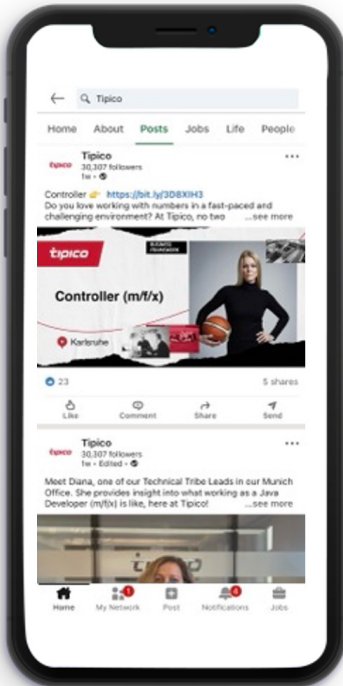 Tipico
Home About Posts Jobs Life People
tipico
Tipico
30,307 followers
1w •
Controller 👉 https://bit.ly/3D8XIH3
Do you love working with numbers in a fast-paced and
challenging environment? At Tipico, no two ...see more
tipico
Controller (m/f/x)
Karlsruhe
23 5 shares
Like Comment Share Send
tipico
Tipico
30,307 followers
1w • Edited •
Meet Diana, one of our Technical Tribe Leads in our Munich
Office. She provides insight into what working as a Java
Developer (m/f/x) is like, here at Tipico! ...see more
1 4
Home My Network Post Notifications Jobs